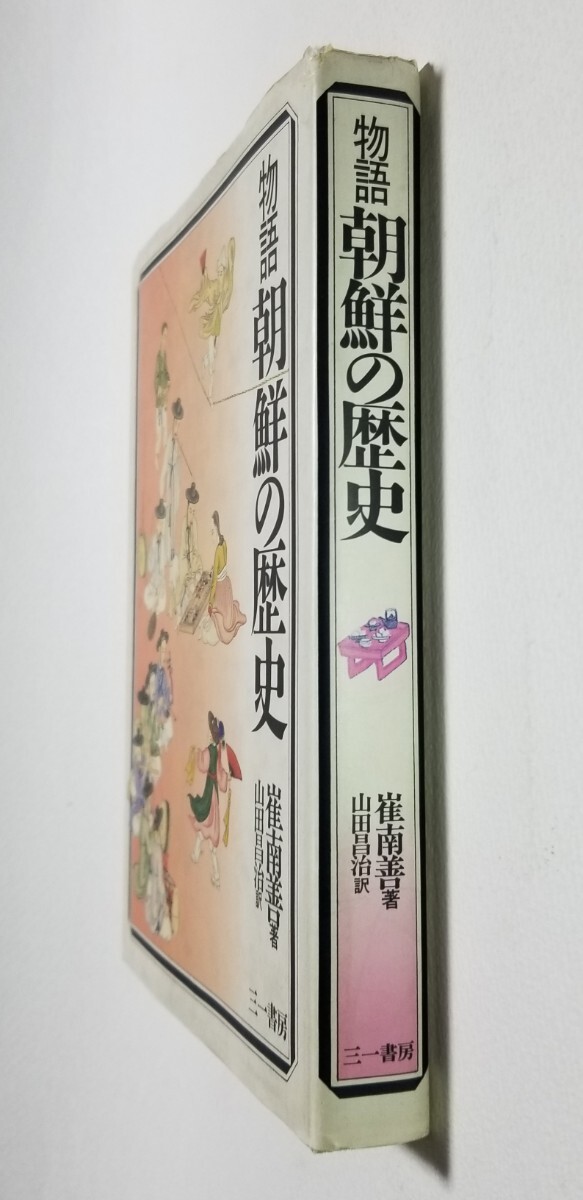 物語
朝鮮の歴史
崔南善著
山田昌治訳
三一書房
物語
朝鮮の歴史
崔南善著
山田昌治訳
三一書房